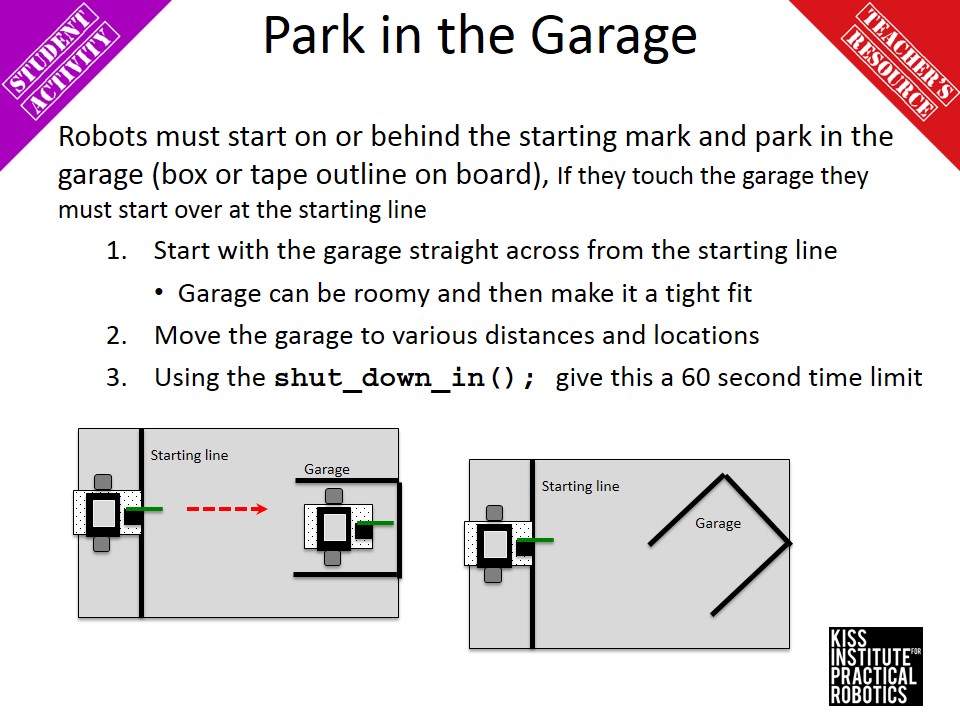 STUDENT
ACTIVITY
Park in the Garage
TEACHER'S
RESOURCE
Robots must start on or behind the starting mark and park in the
garage (box or tape outline on board), If they touch the garage they
must start over at the starting line
1. Start with the garage straight across from the starting line
• Garage can be roomy and then make it a tight fit
2. Move the garage to various distances and locations
3. Using the shut_down_in(); give this a 60 second time limit
Starting line
Garage
Starting line
Garage
KISS
INSTITUTE FOR
PRACTICAL
ROBOTICS